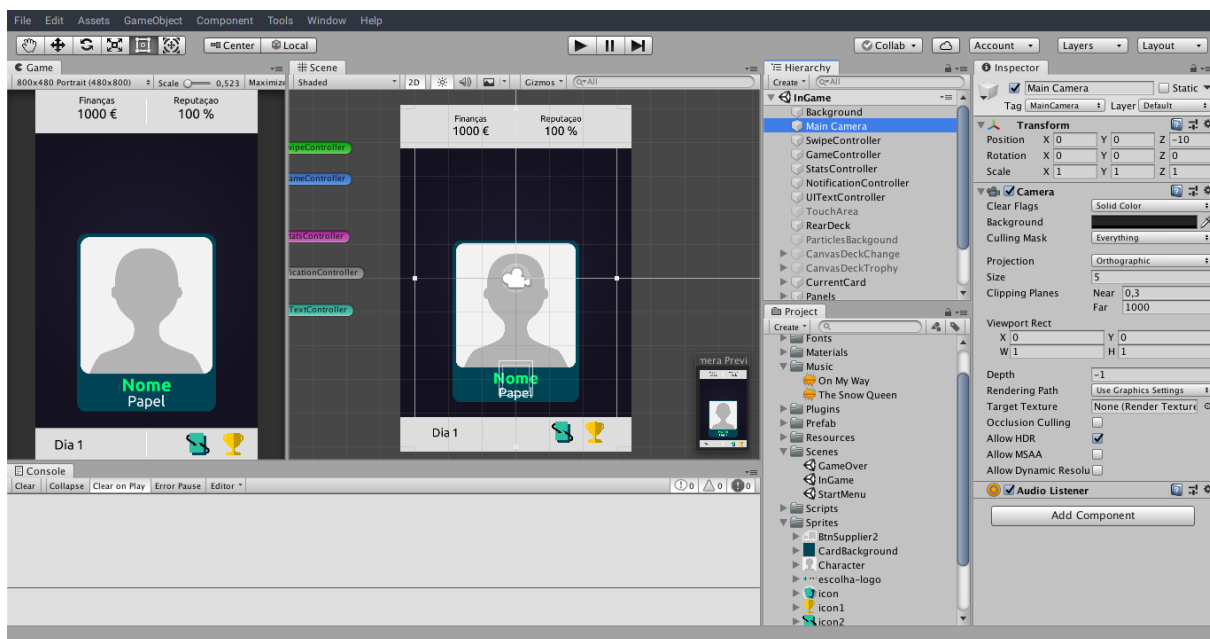 File Edit Assets GameObject Component Tools Window Help
Center Local Collab Account Layers Layout
Game
800x480 Portrait (480x800) Scale 0,523 Maximize
Finanças Reputaçao
1000 € 100 %
Nome
Papel
Dia 1
Scene
Shaded 2D Gizmos All
wipeController
ameController
tatsController
ficationController
TextController
Finanças Reputaçao
1000 € 100 %
Nome
Papel
Dia 1
mera Previ
Console
Clear Collapse Clear on Play Error Pause Editor 0 0 0
Hierarchy
Create All
InGame
Background
Main Camera
SwipeController
GameController
StatsController
NotificationController
UITextController
TouchArea
RearDeck
ParticlesBackgound
CanvasDeckChange
CanvasDeckTrophy
CurrentCard
Panels
Project
Create
Fonts
Materials
Music
On My Way
The Snow Queen
Plugins
Prefab
Resources
Scenes
GameOver
InGame
StartMenu
Scripts
Sprites
BtnSupplier2
CardBackground
Character
escolha-logo
icon
icon1
icon2
Inspector
Main Camera Static
Tag MainCamera Layer Default
Transform
Position X 0 Y 0 Z -10
Rotation X 0 Y 0 Z 0
Scale X 1 Y 1 Z 1
Camera
Clear Flags Solid Color
Background
Culling Mask Everything
Projection Orthographic
Size 5
Clipping Planes Near 0,3
Far 1000
Viewport Rect
X 0 Y 0
W 1 H 1
Depth -1
Rendering Path Use Graphics Settings
Target Texture None (Render Texture
Occlusion Culling
Allow HDR
Allow MSAA
Allow Dynamic Resolu
Audio Listener
Add Component